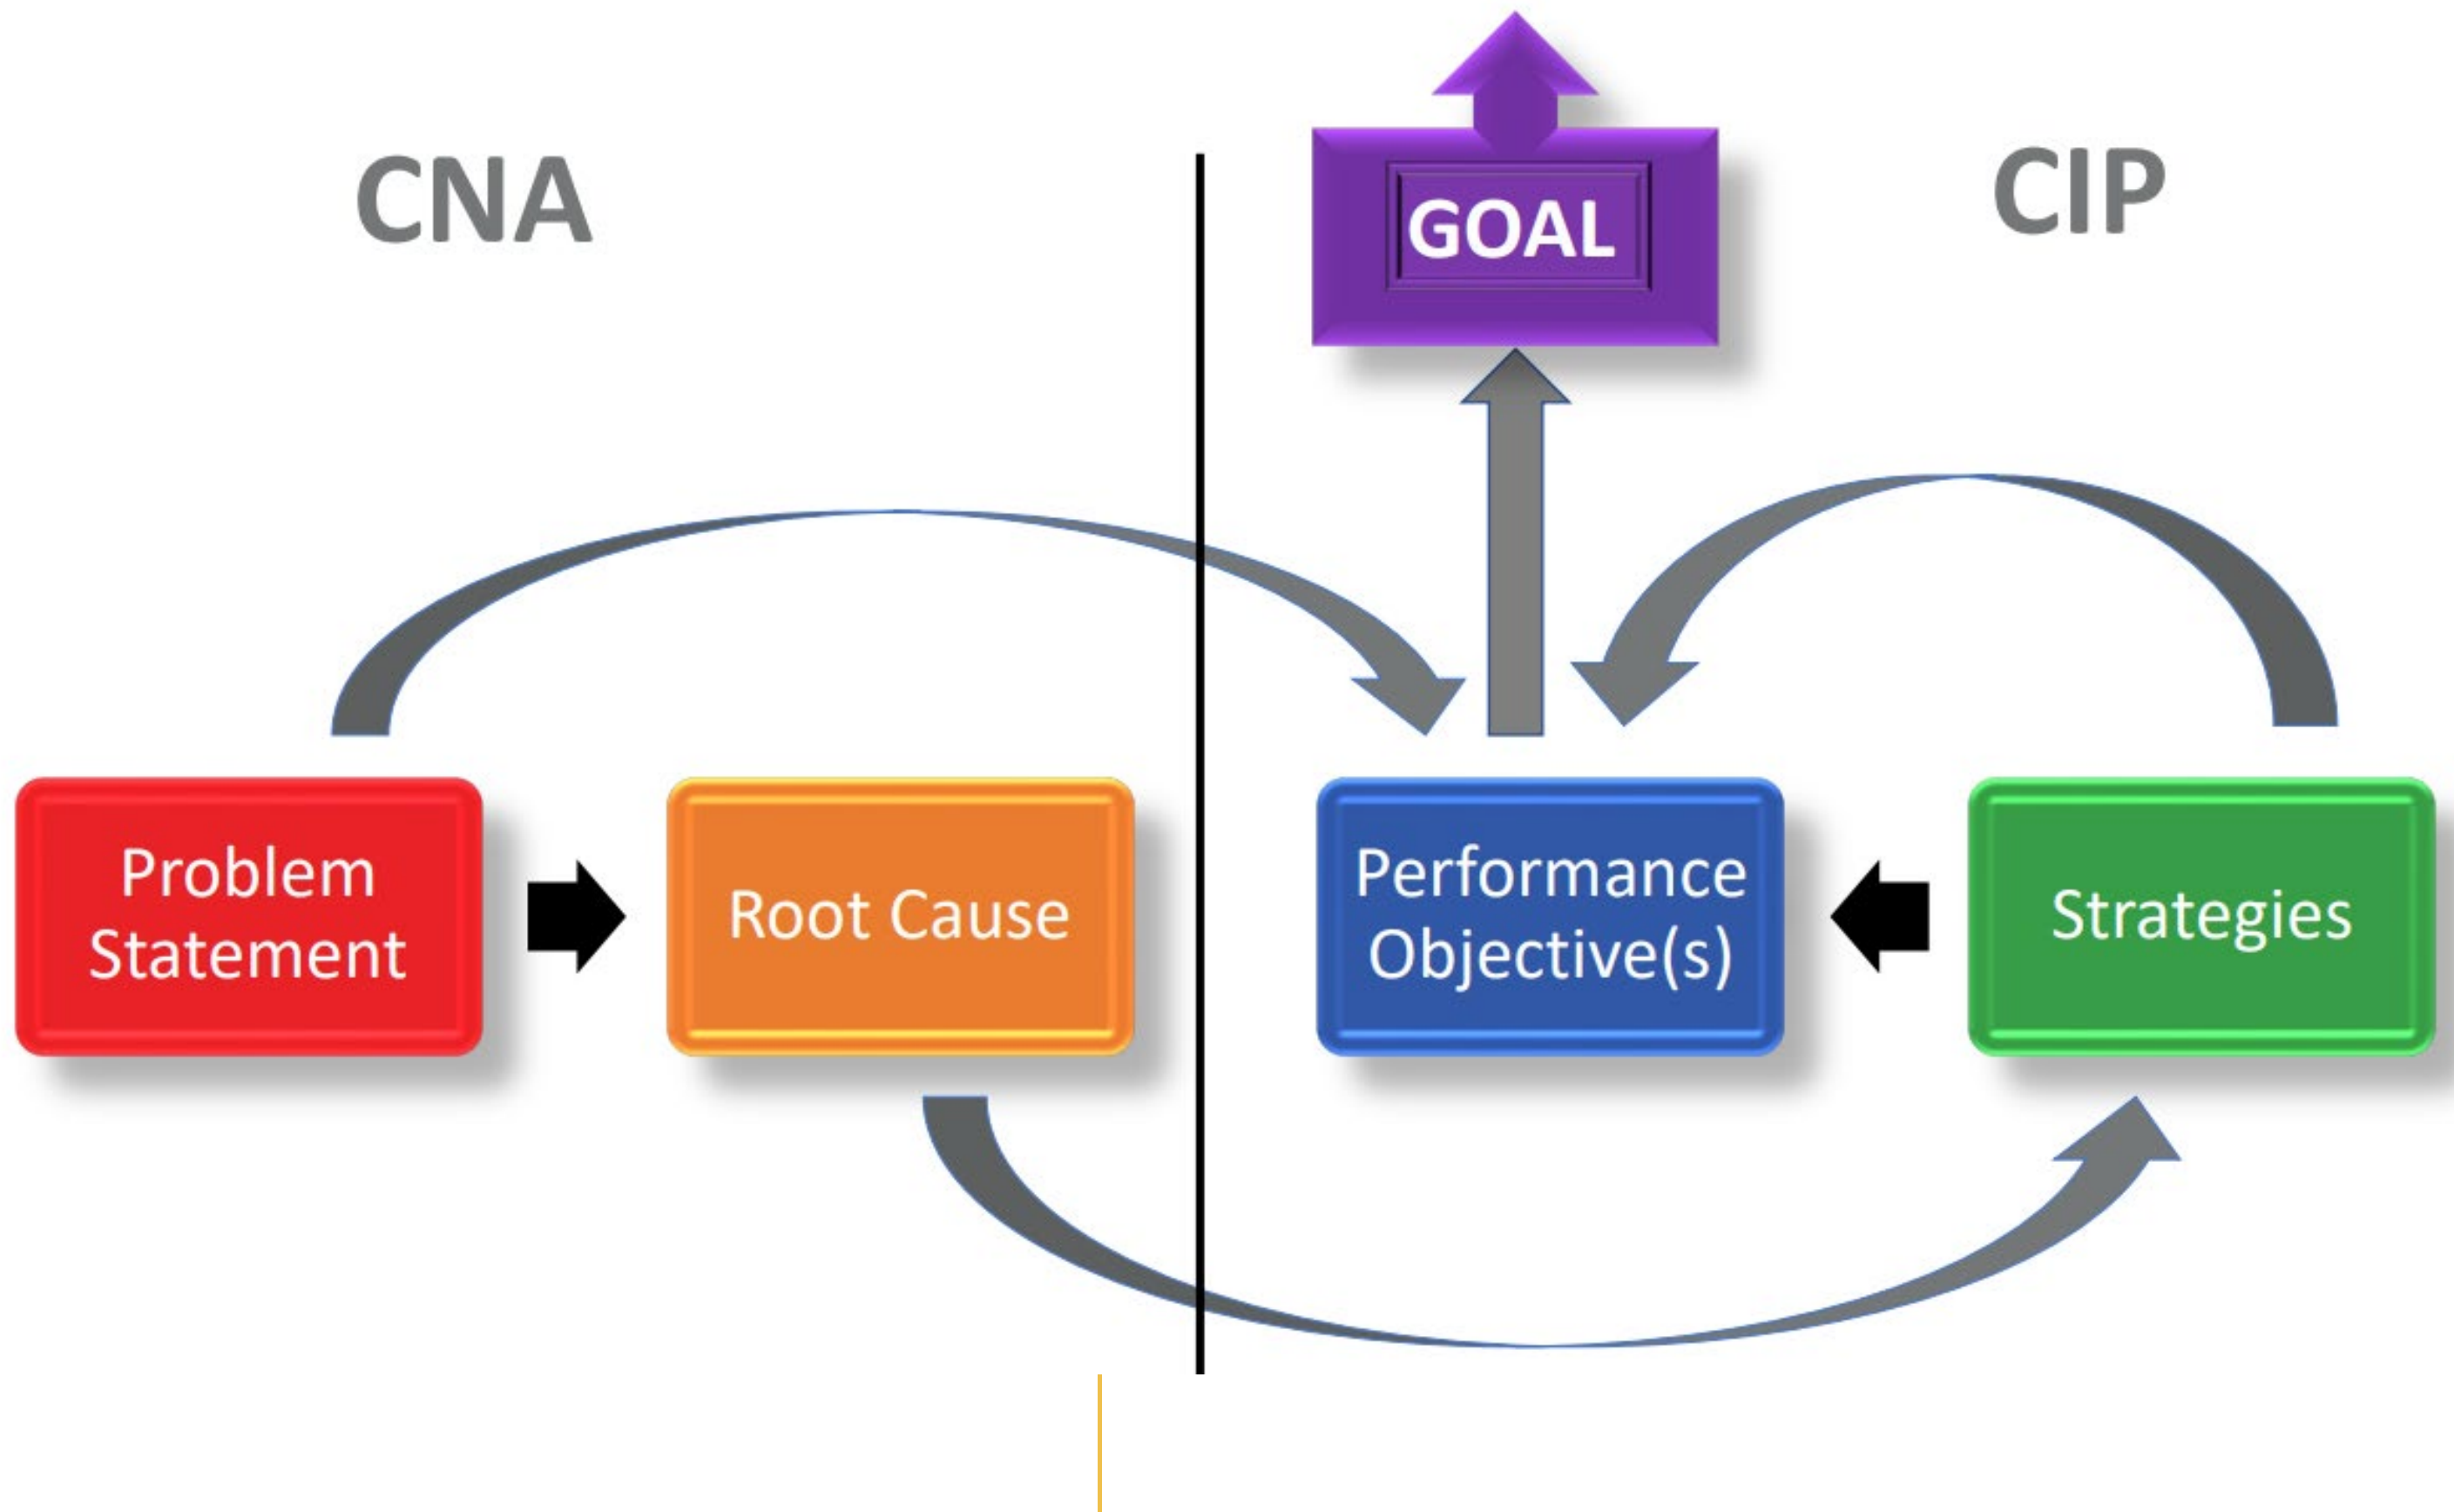 CNA
CIP
GOAL
Problem
Statement
Root Cause
Performance
Objective(s)
Strategies